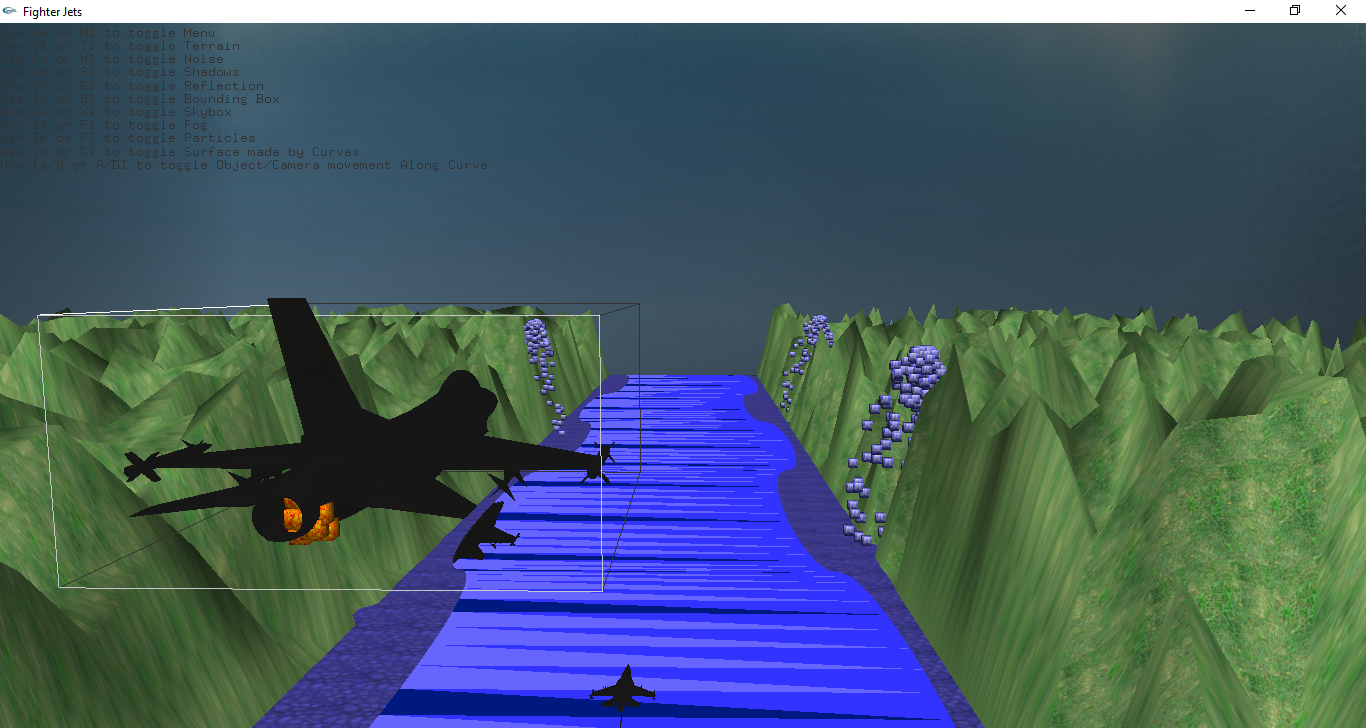 Fighter Jets
Use [m or M] to toggle Menu
Use [t or T] to toggle Terrain
Use [n or N] to toggle Noise
Use [s or S] to toggle Shadows
Use [r or R] to toggle Reflection
Use [b or B] to toggle Bounding Box
Use [x or X] to toggle Skybox
Use [f or F] to toggle Fog
Use [p or P] to toggle Particles
Use [c or C] to toggle Surface made by Curves
Use [a/d or A/D] to toggle Object/Camera movement Along Curve